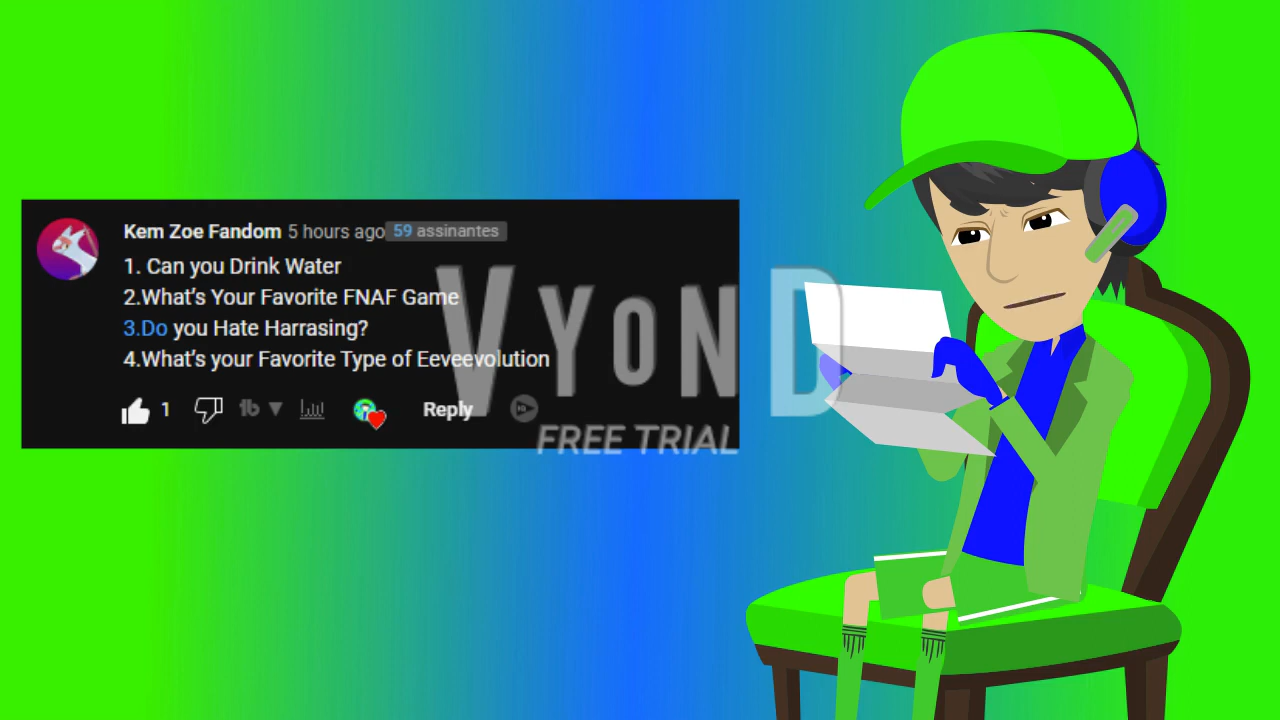 Kem Zoe Fandom 5 hours ago 59 assinantes
1. Can you Drink Water
2.What's Your Favorite FNAF Game
3.Do you Hate Harrasing?
4.What's your Favorite Type of Eeveevolution
1 Reply
VYOND
FREE TRIAL